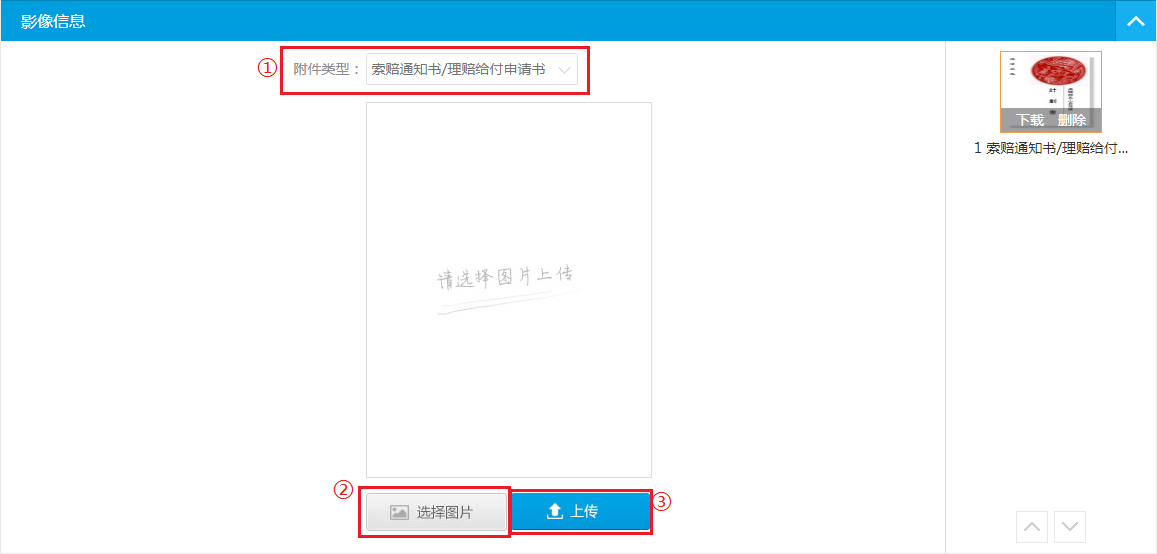 影像信息
① 附件类型： 索赔通知书/理赔给付申请书
请选择图片上传
② 选择图片
上传 ③
下载 删除
1 索赔通知书/理赔给付...